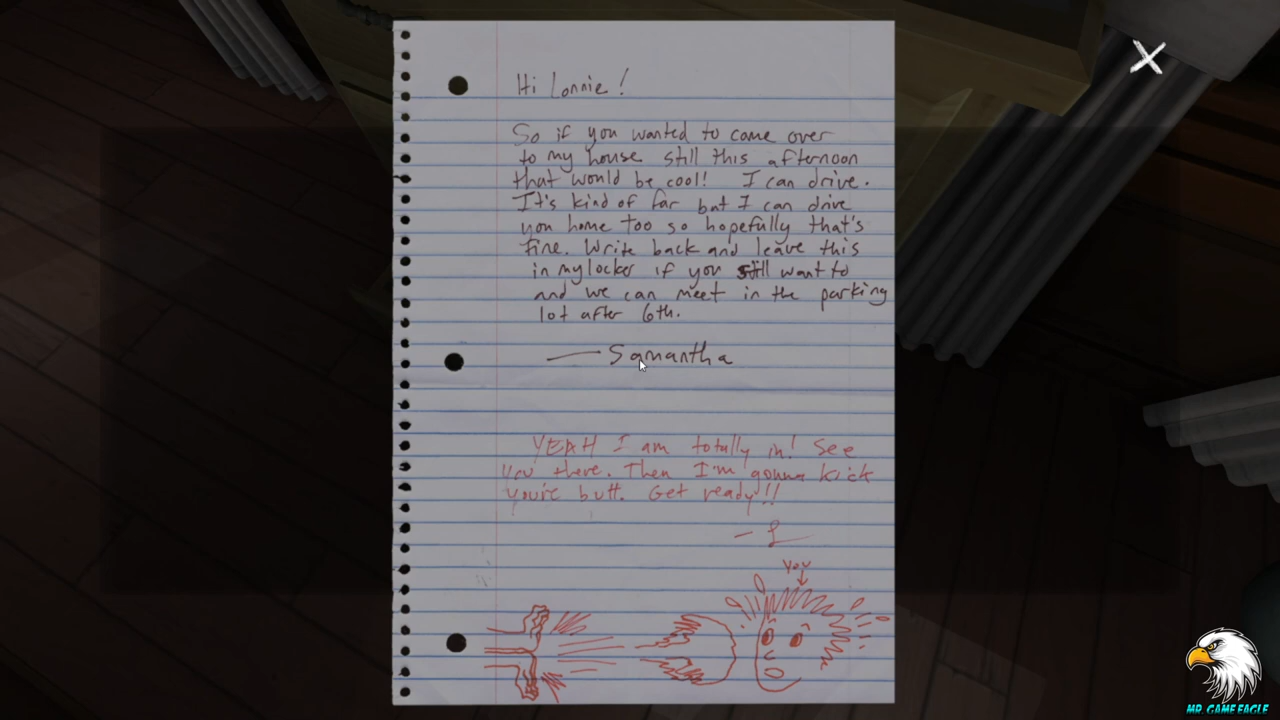 Hi Lonnie!
So if you wanted to come over
to my house still this afternoon
that would be cool! I can drive.
It's kind of far but I can drive
you home too so hopefully that's
fine. Write back and leave this
in my locker if you still want to
and we can meet in the parking
lot after 6th.
— Samantha
YEAH I am totally in! See
you there. Then I'm gonna kick
you're butt. Get ready!!
- L
you
MR. GAME EAGLE